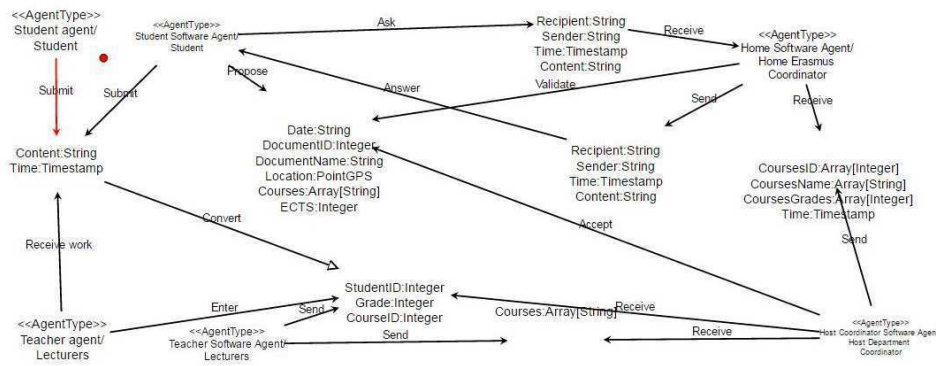 <<AgentType>>
Student agent/
Student
<<AgentType>>
Student Software Agent/
Student
Ask
Recipient:String
Sender:String
Time:Timestamp
Content:String
Receive
<<AgentType>>
Home Software Agent/
Home Erasmus
Coordinator
Submit
Submit
Propose
Answer
Validate
Send
Receive
Content:String
Time:Timestamp
Date:String
DocumentID:Integer
DocumentName:String
Location:PointGPS
Courses:Array[String]
ECTS:Integer
Recipient:String
Sender:String
Time:Timestamp
Content:String
CoursesID:Array[Integer]
CoursesName:Array[String]
CoursesGrades:Array[Integer]
Time:Timestamp
Convert
Accept
Send
Receive work
StudentID:Integer
Grade:Integer
CourseID:Integer
Enter
Send
Send
Courses:Array[String]
Receive
Receive
<<AgentType>>
Teacher agent/
Lecturers
<<AgentType>>
Teacher Software Agent/
Lecturers
<<AgentType>>
Host Coordinator Software Agen
Host Department
Coordinator